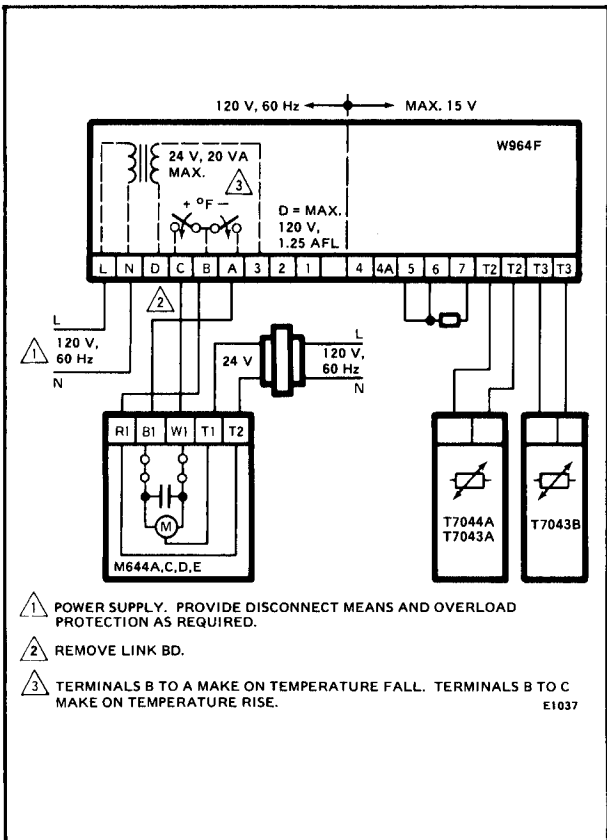 120 V, 60 Hz MAX. 15 V
W964F
24 V, 20 VA
MAX.
3
+ °F −
D = MAX.
120 V,
1.25 AFL
L N D C B A 3 2 1 4 4A 5 6 7 T2 T2 T3 T3
2
L
1
120 V,
60 Hz
N
24 V
L
120 V,
60 Hz
N
R1 B1 W1 T1 T2
M
M644A,C,D,E
T7044A
T7043A
T7043B
1 POWER SUPPLY. PROVIDE DISCONNECT MEANS AND OVERLOAD
PROTECTION AS REQUIRED.
2 REMOVE LINK BD.
3 TERMINALS B TO A MAKE ON TEMPERATURE FALL. TERMINALS B TO C
MAKE ON TEMPERATURE RISE.
E1037